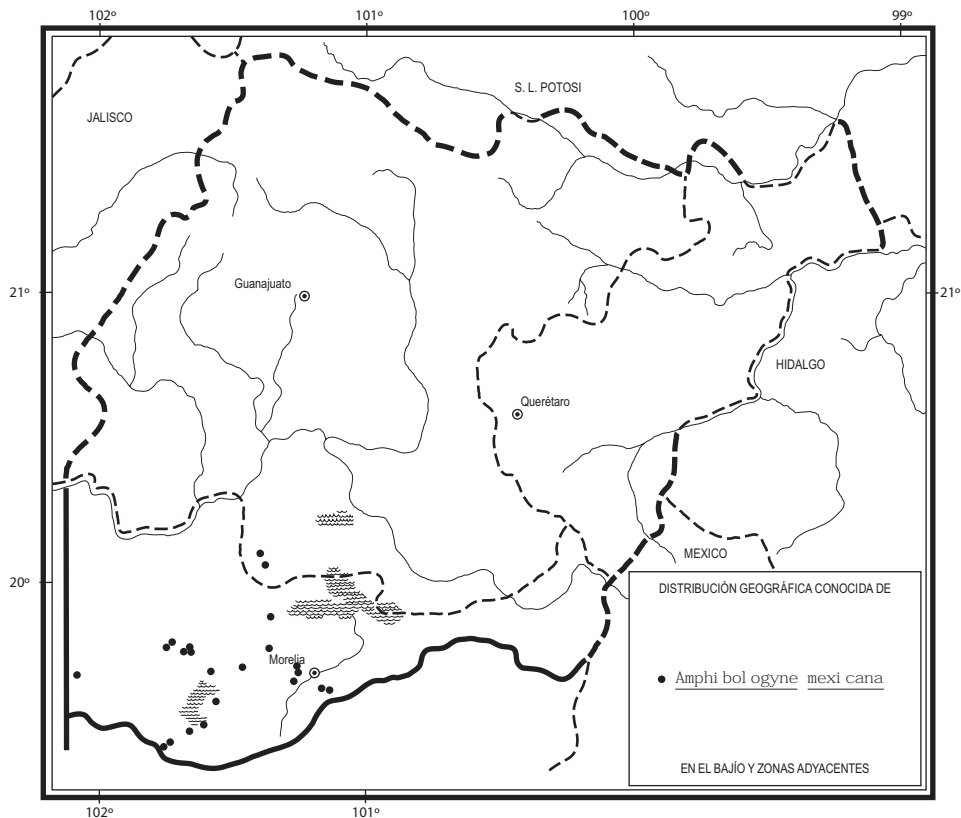 102º 101º 100º 99º
S. L. POTOSI
JALISCO
Guanajuato
21º 21º
HIDALGO
Querétaro
MEXICO
20º
DISTRIBUCIÓN GEOGRÁFICA CONOCIDA DE
Morelia
Amphi bol ogyne mexi cana
EN EL BAJÍO Y ZONAS ADYACENTES
102º 101º